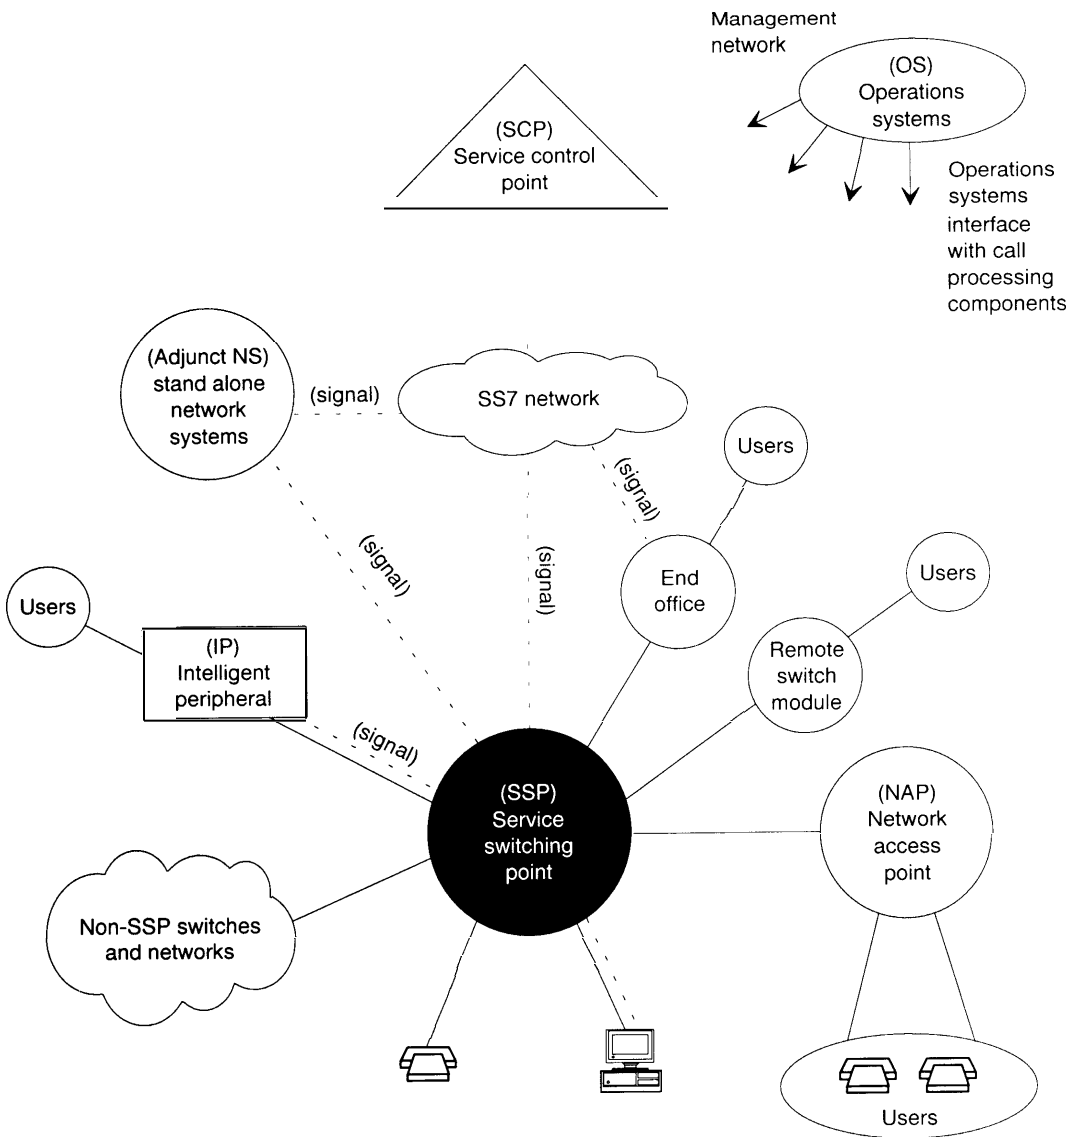 Management
network
(OS)
Operations
systems
(SCP)
Service control
point
Operations
systems
interface
with call
processing
components
(Adjunct NS)
stand alone
network
systems
(signal)
SS7 network
Users
(signal)
(signal)
(signal)
End
office
Users
Users
(IP)
Intelligent
peripheral
Remote
switch
module
(signal)
(SSP)
Service
switching
point
(NAP)
Network
access
point
Non-SSP switches
and networks
Users